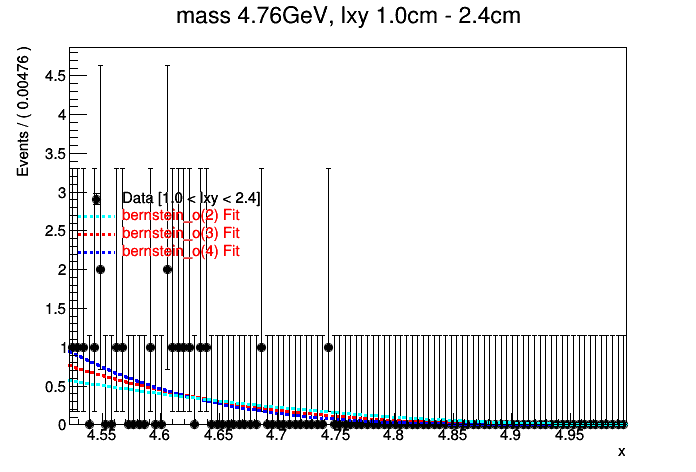 mass 4.76GeV, lxy 1.0cm - 2.4cm
Events / ( 0.00476 )
4.5
4
3.5
3
2.5
2
1.5
1
0.5
0
Data [1.0 < lxy < 2.4]
bernstein_o(2) Fit
bernstein_o(3) Fit
bernstein_o(4) Fit
4.55 4.6 4.65 4.7 4.75 4.8 4.85 4.9 4.95
x